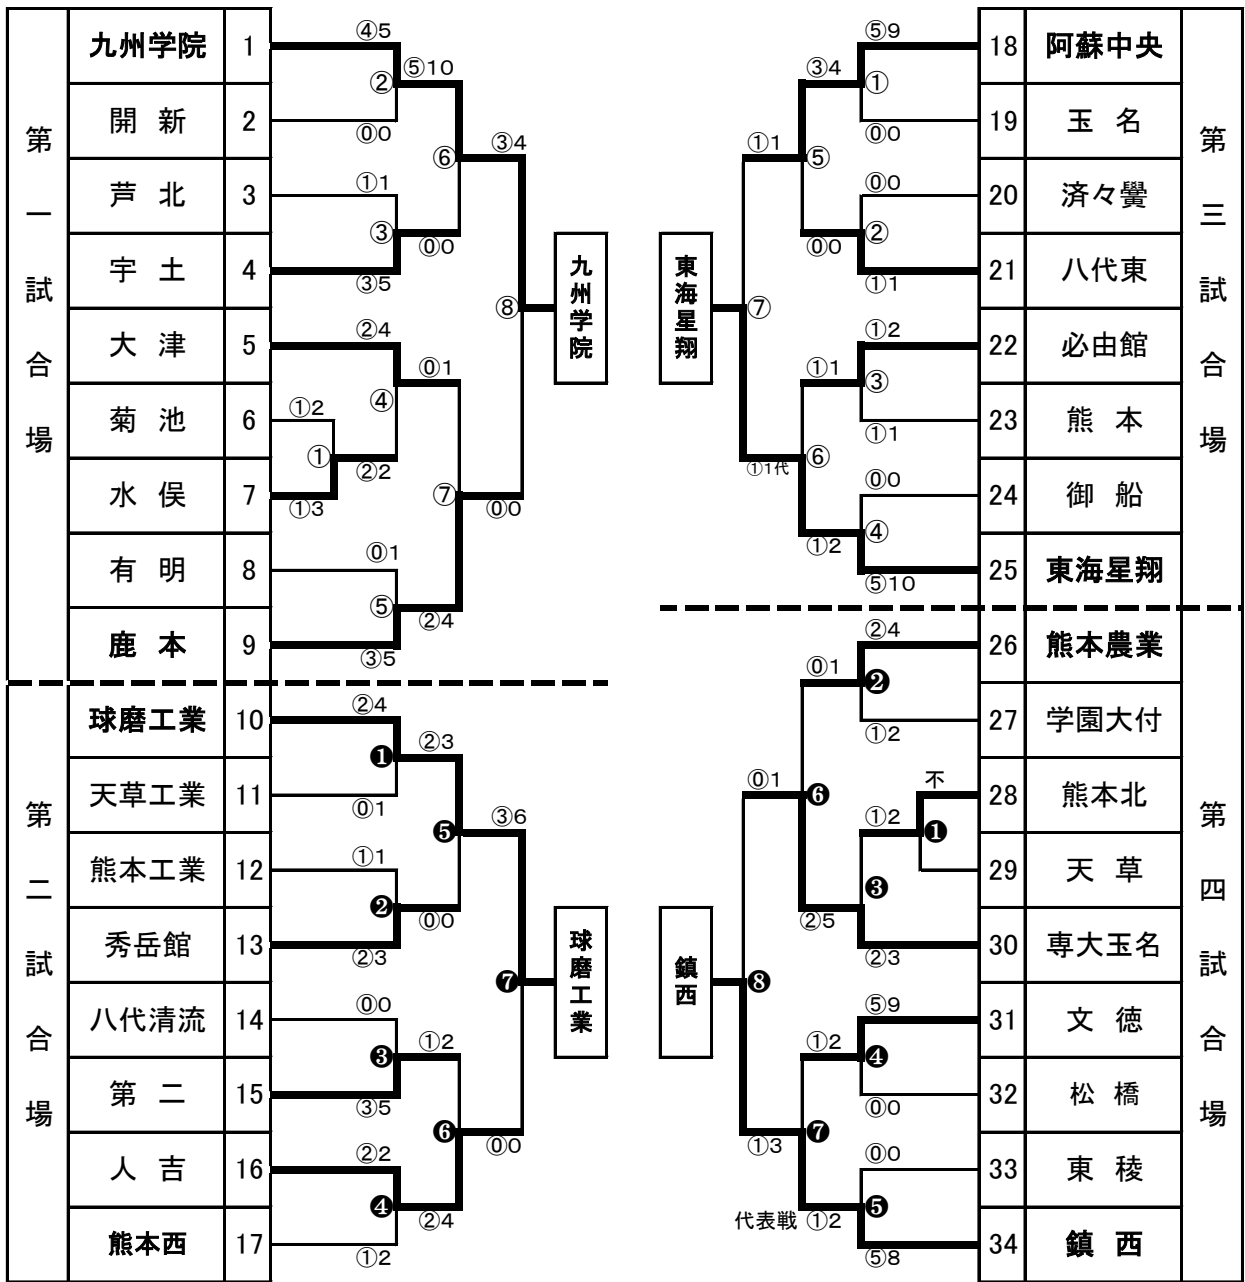 第一試合場
九州学院 1
開新 2
芦北 3
宇土 4
大津 5
菊池 6
水俣 7
有明 8
鹿本 9
④5
⑤10
②
⓪0
⑥
③4
①1
③
⓪0
③5
⑧
九州学院
②4
⓪1
④
①2
①
②2
①3
⑦
⓪0
⓪1
⑤
②4
③5
第二試合場
球磨工業 10
天草工業 11
熊本工業 12
秀岳館 13
八代清流 14
第二 15
人吉 16
熊本西 17
②4
②3
❶
⓪1
❺
③6
①1
❷
⓪0
②3
❼
球磨工業
⓪0
①2
❸
③5
❻
⓪0
②2
❹
②4
①2
第三試合場
18 阿蘇中央
19 玉名
20 済々黌
21 八代東
22 必由館
23 熊本
24 御船
25 東海星翔
⑤9
③4
①
⓪0
①1
⑤
⓪0
②
⓪0
①1
東海星翔
⑦
①2
①1
③
①1
①1代
⑥
⓪0
④
①2
⑤10
第四試合場
26 熊本農業
27 学園大付
28 熊本北
29 天草
30 専大玉名
31 文徳
32 松橋
33 東稜
34 鎮西
②4
⓪1
❷
①2
⓪1
❻
不
①2
❶
❸
②5
②3
鎮西
❽
⑤9
①2
❹
⓪0
①3
❼
⓪0
❺
代表戦 ①2
⑤8